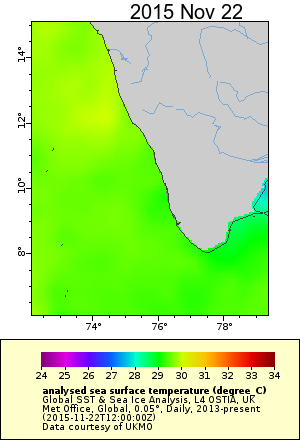 2015 Nov 22
14°
12°
10°
8°
74° 76° 78°
24 25 26 27 28 29 30 31 32 33 34
analysed sea surface temperature (degree_C)
Global SST & Sea Ice Analysis, L4 OSTIA, UK
Met Office, Global, 0.05°, Daily, 2013-present
(2015-11-22T12:00:00Z)
Data courtesy of UKMO